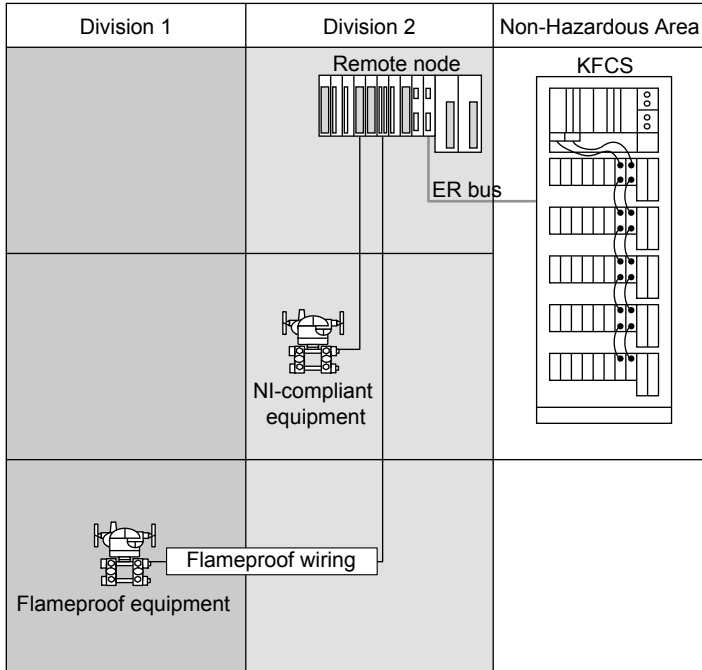 Division 1
Division 2
Non-Hazardous Area
Remote node
KFCS
ER bus
NI-compliant
equipment
Flameproof wiring
Flameproof equipment